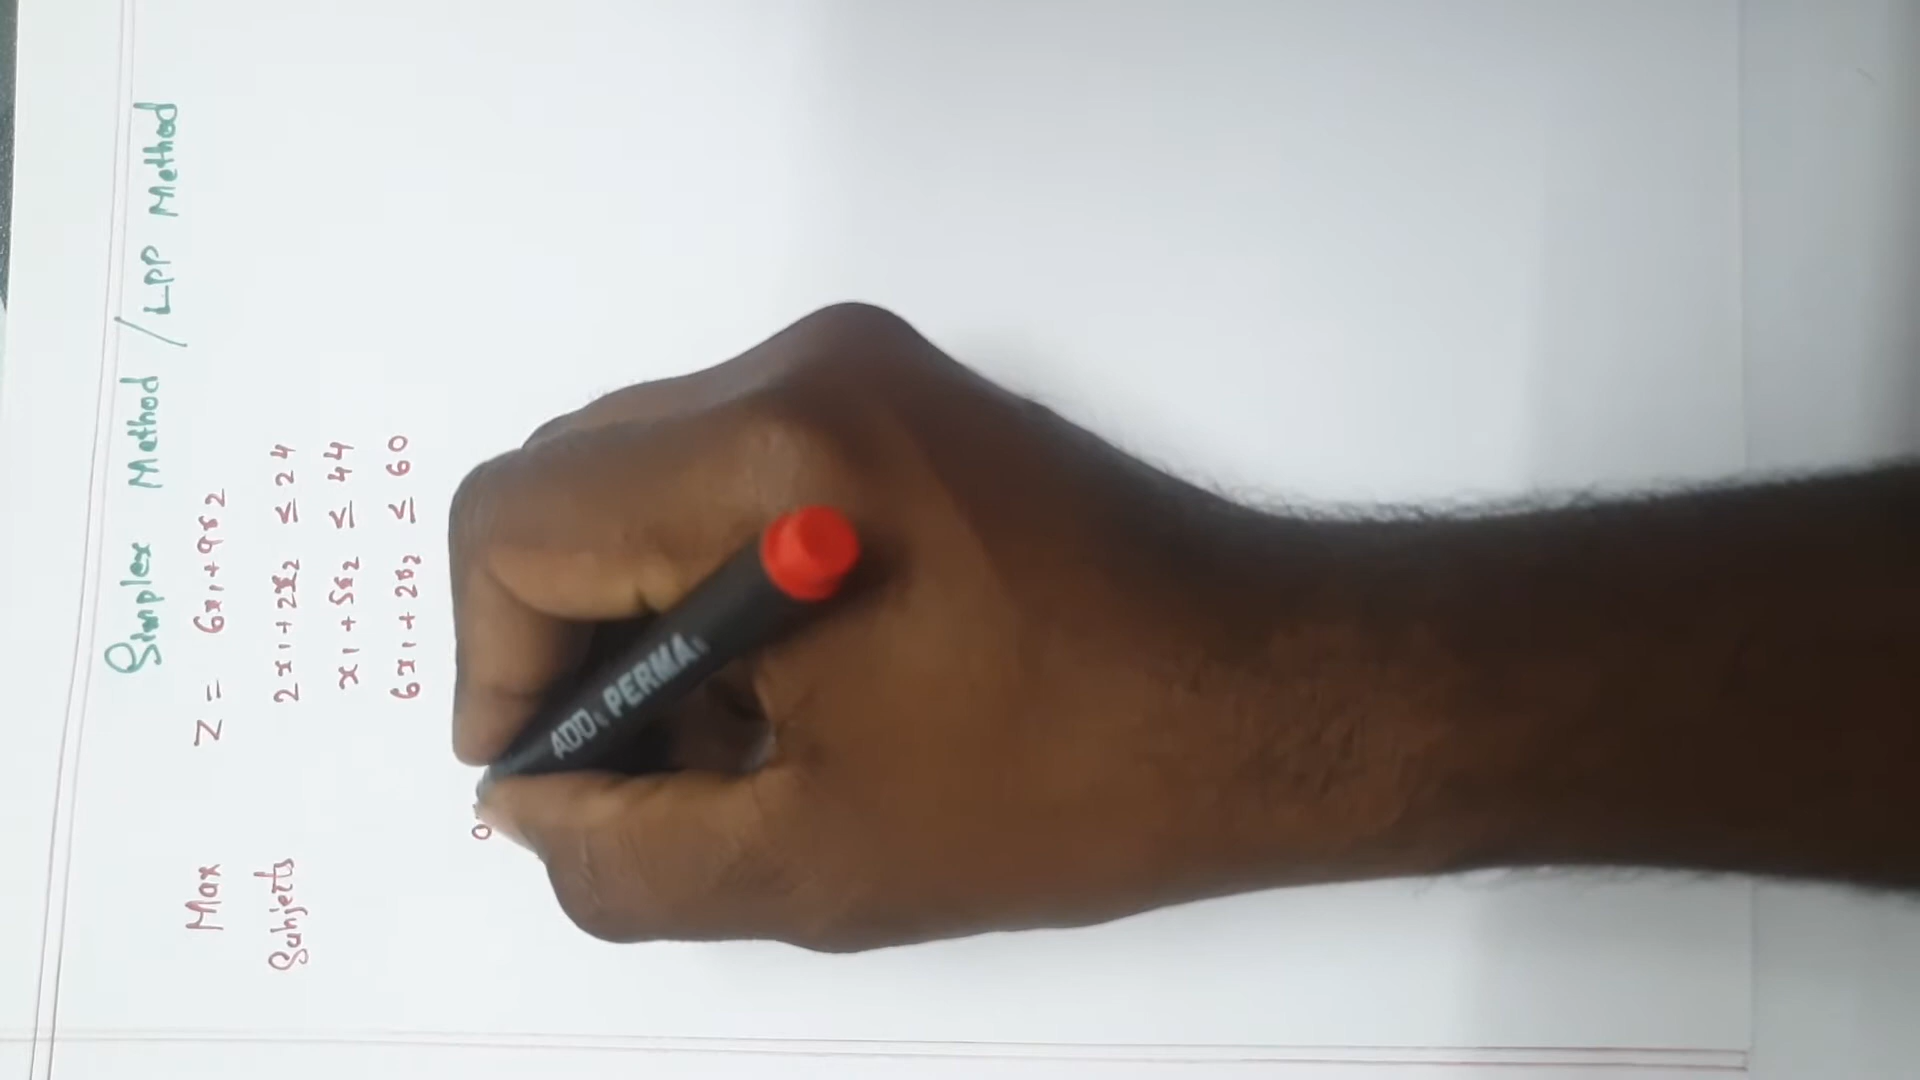 Simplex Method / LPP Method
Max Z = 6x1+9x2
Subjects 2x1+2x2 ≤ 24
x1+5x2 ≤ 44
6x1+2x2 ≤ 60
ADD PERMA